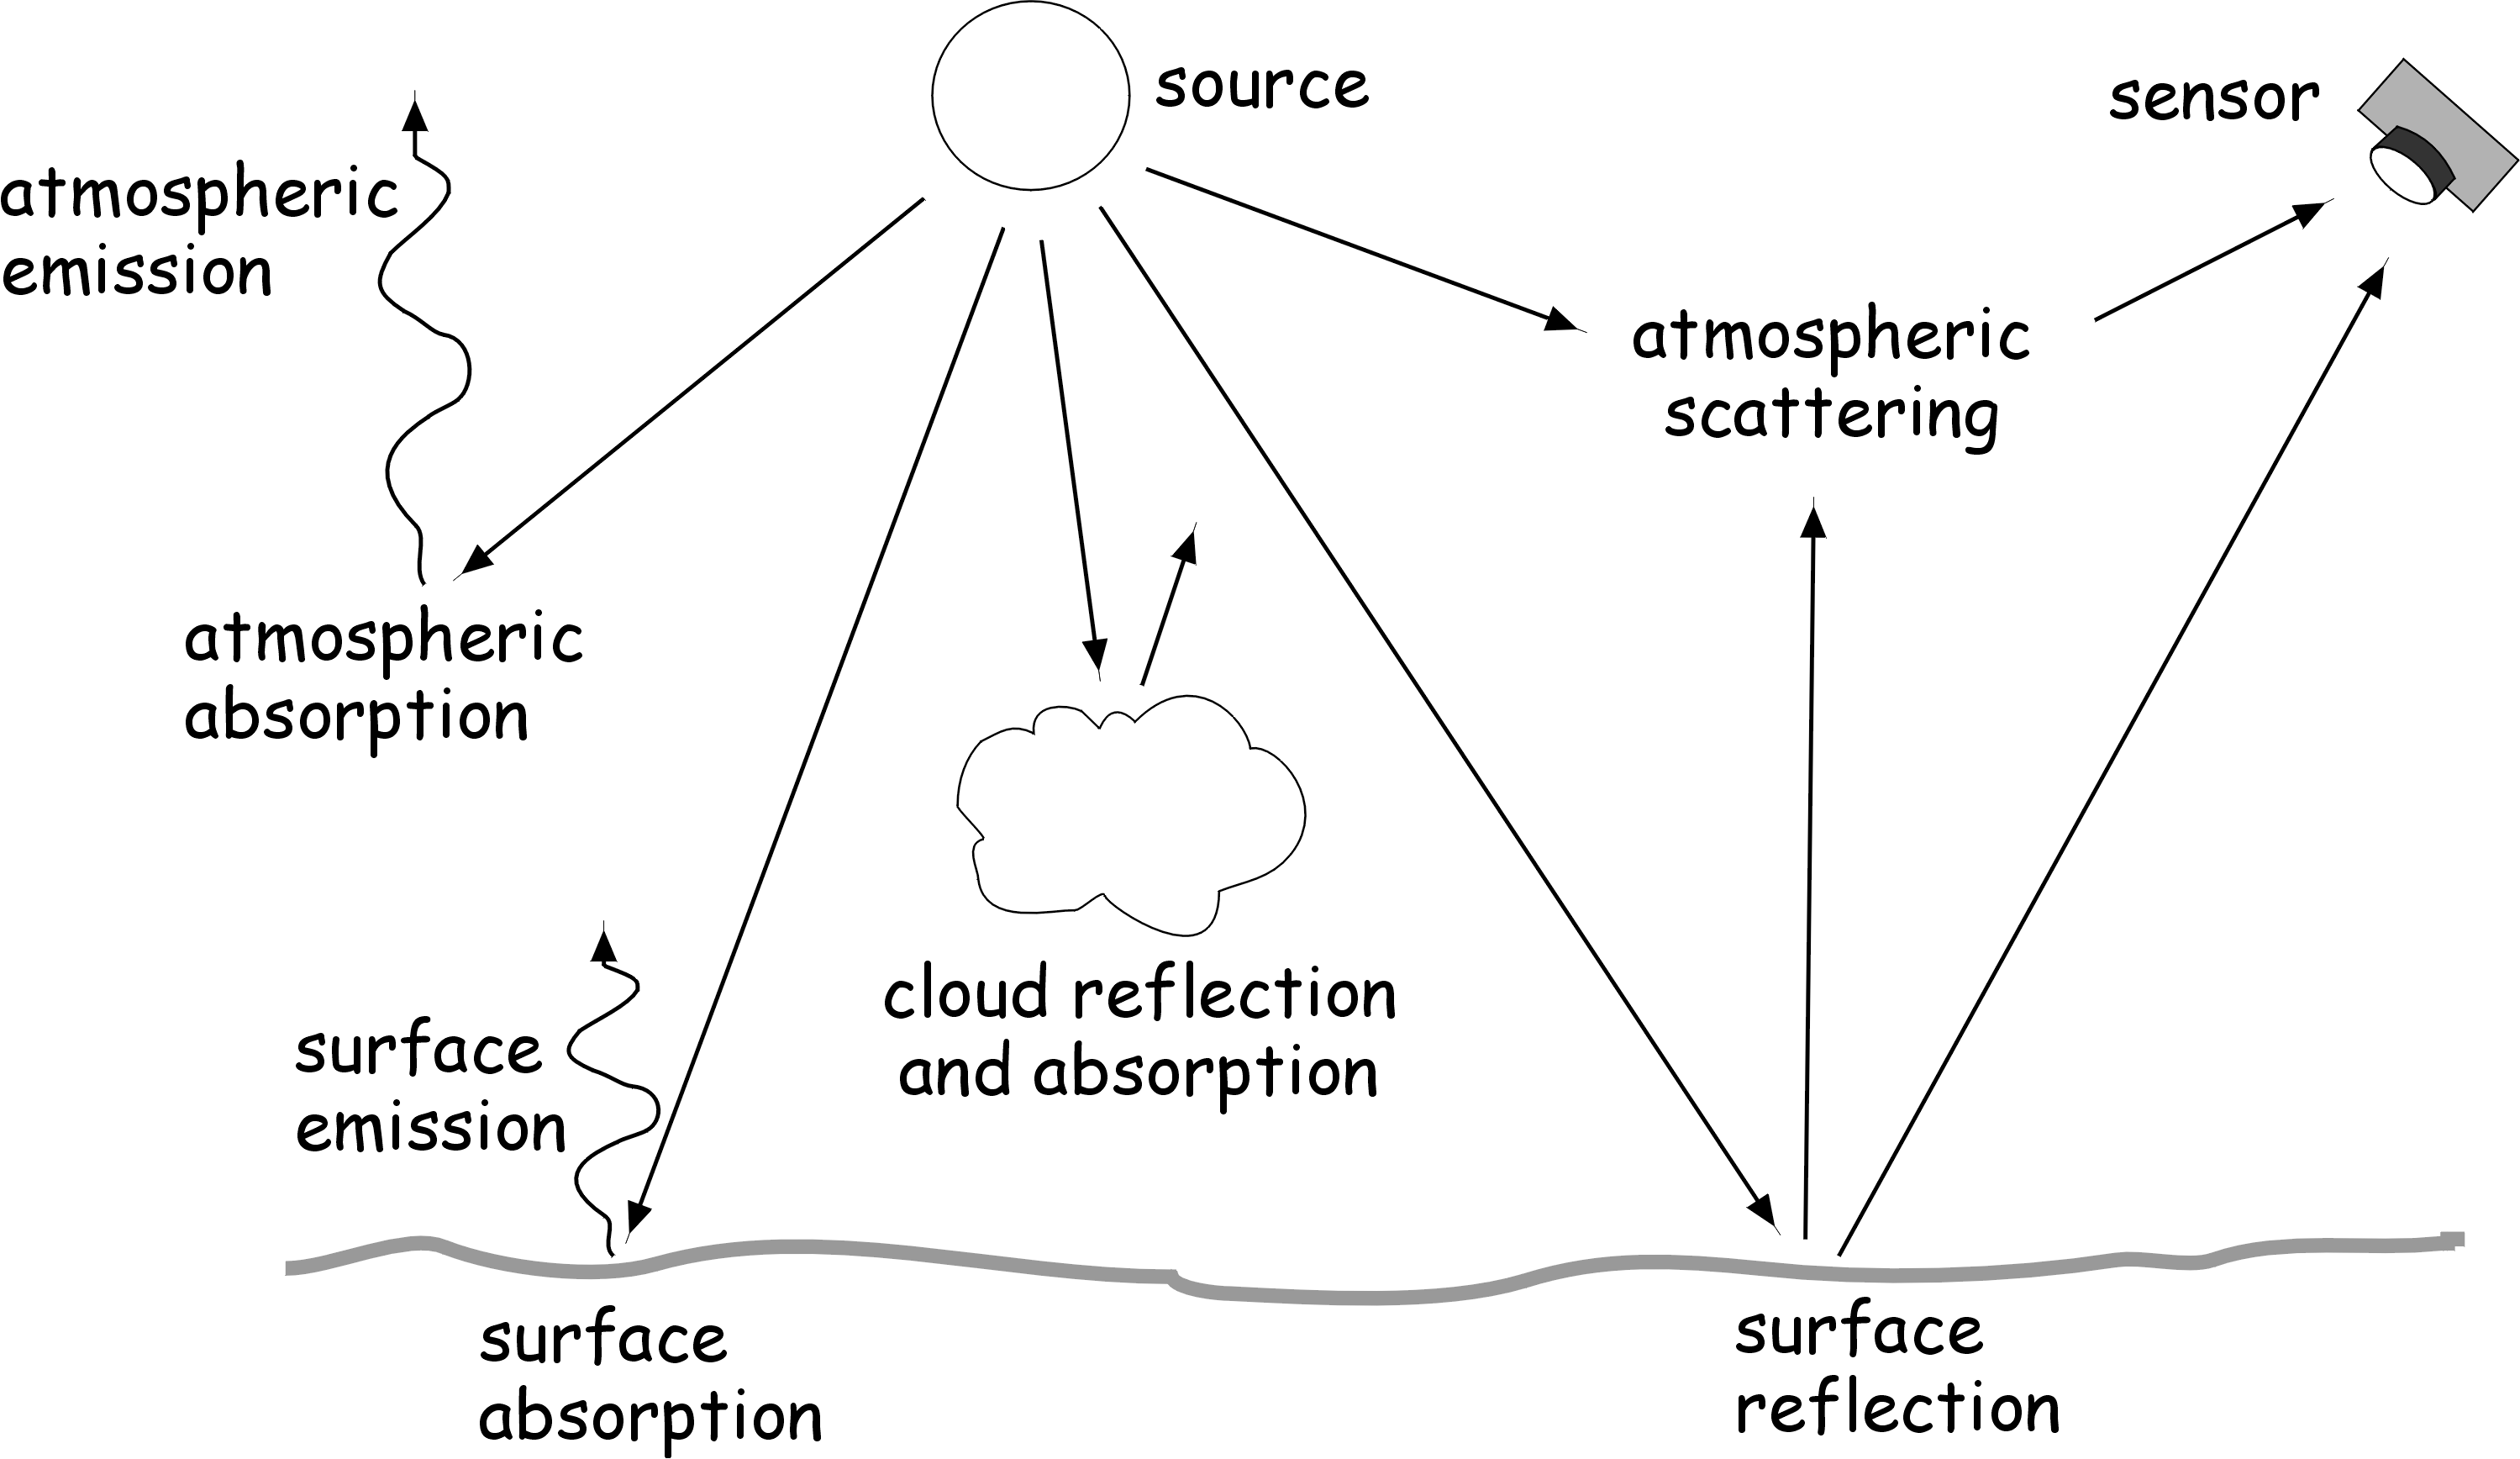 source
sensor
atmospheric
emission
atmospheric
scattering
atmospheric
absorption
cloud reflection
and absorption
surface
emission
surface
absorption
surface
reflection